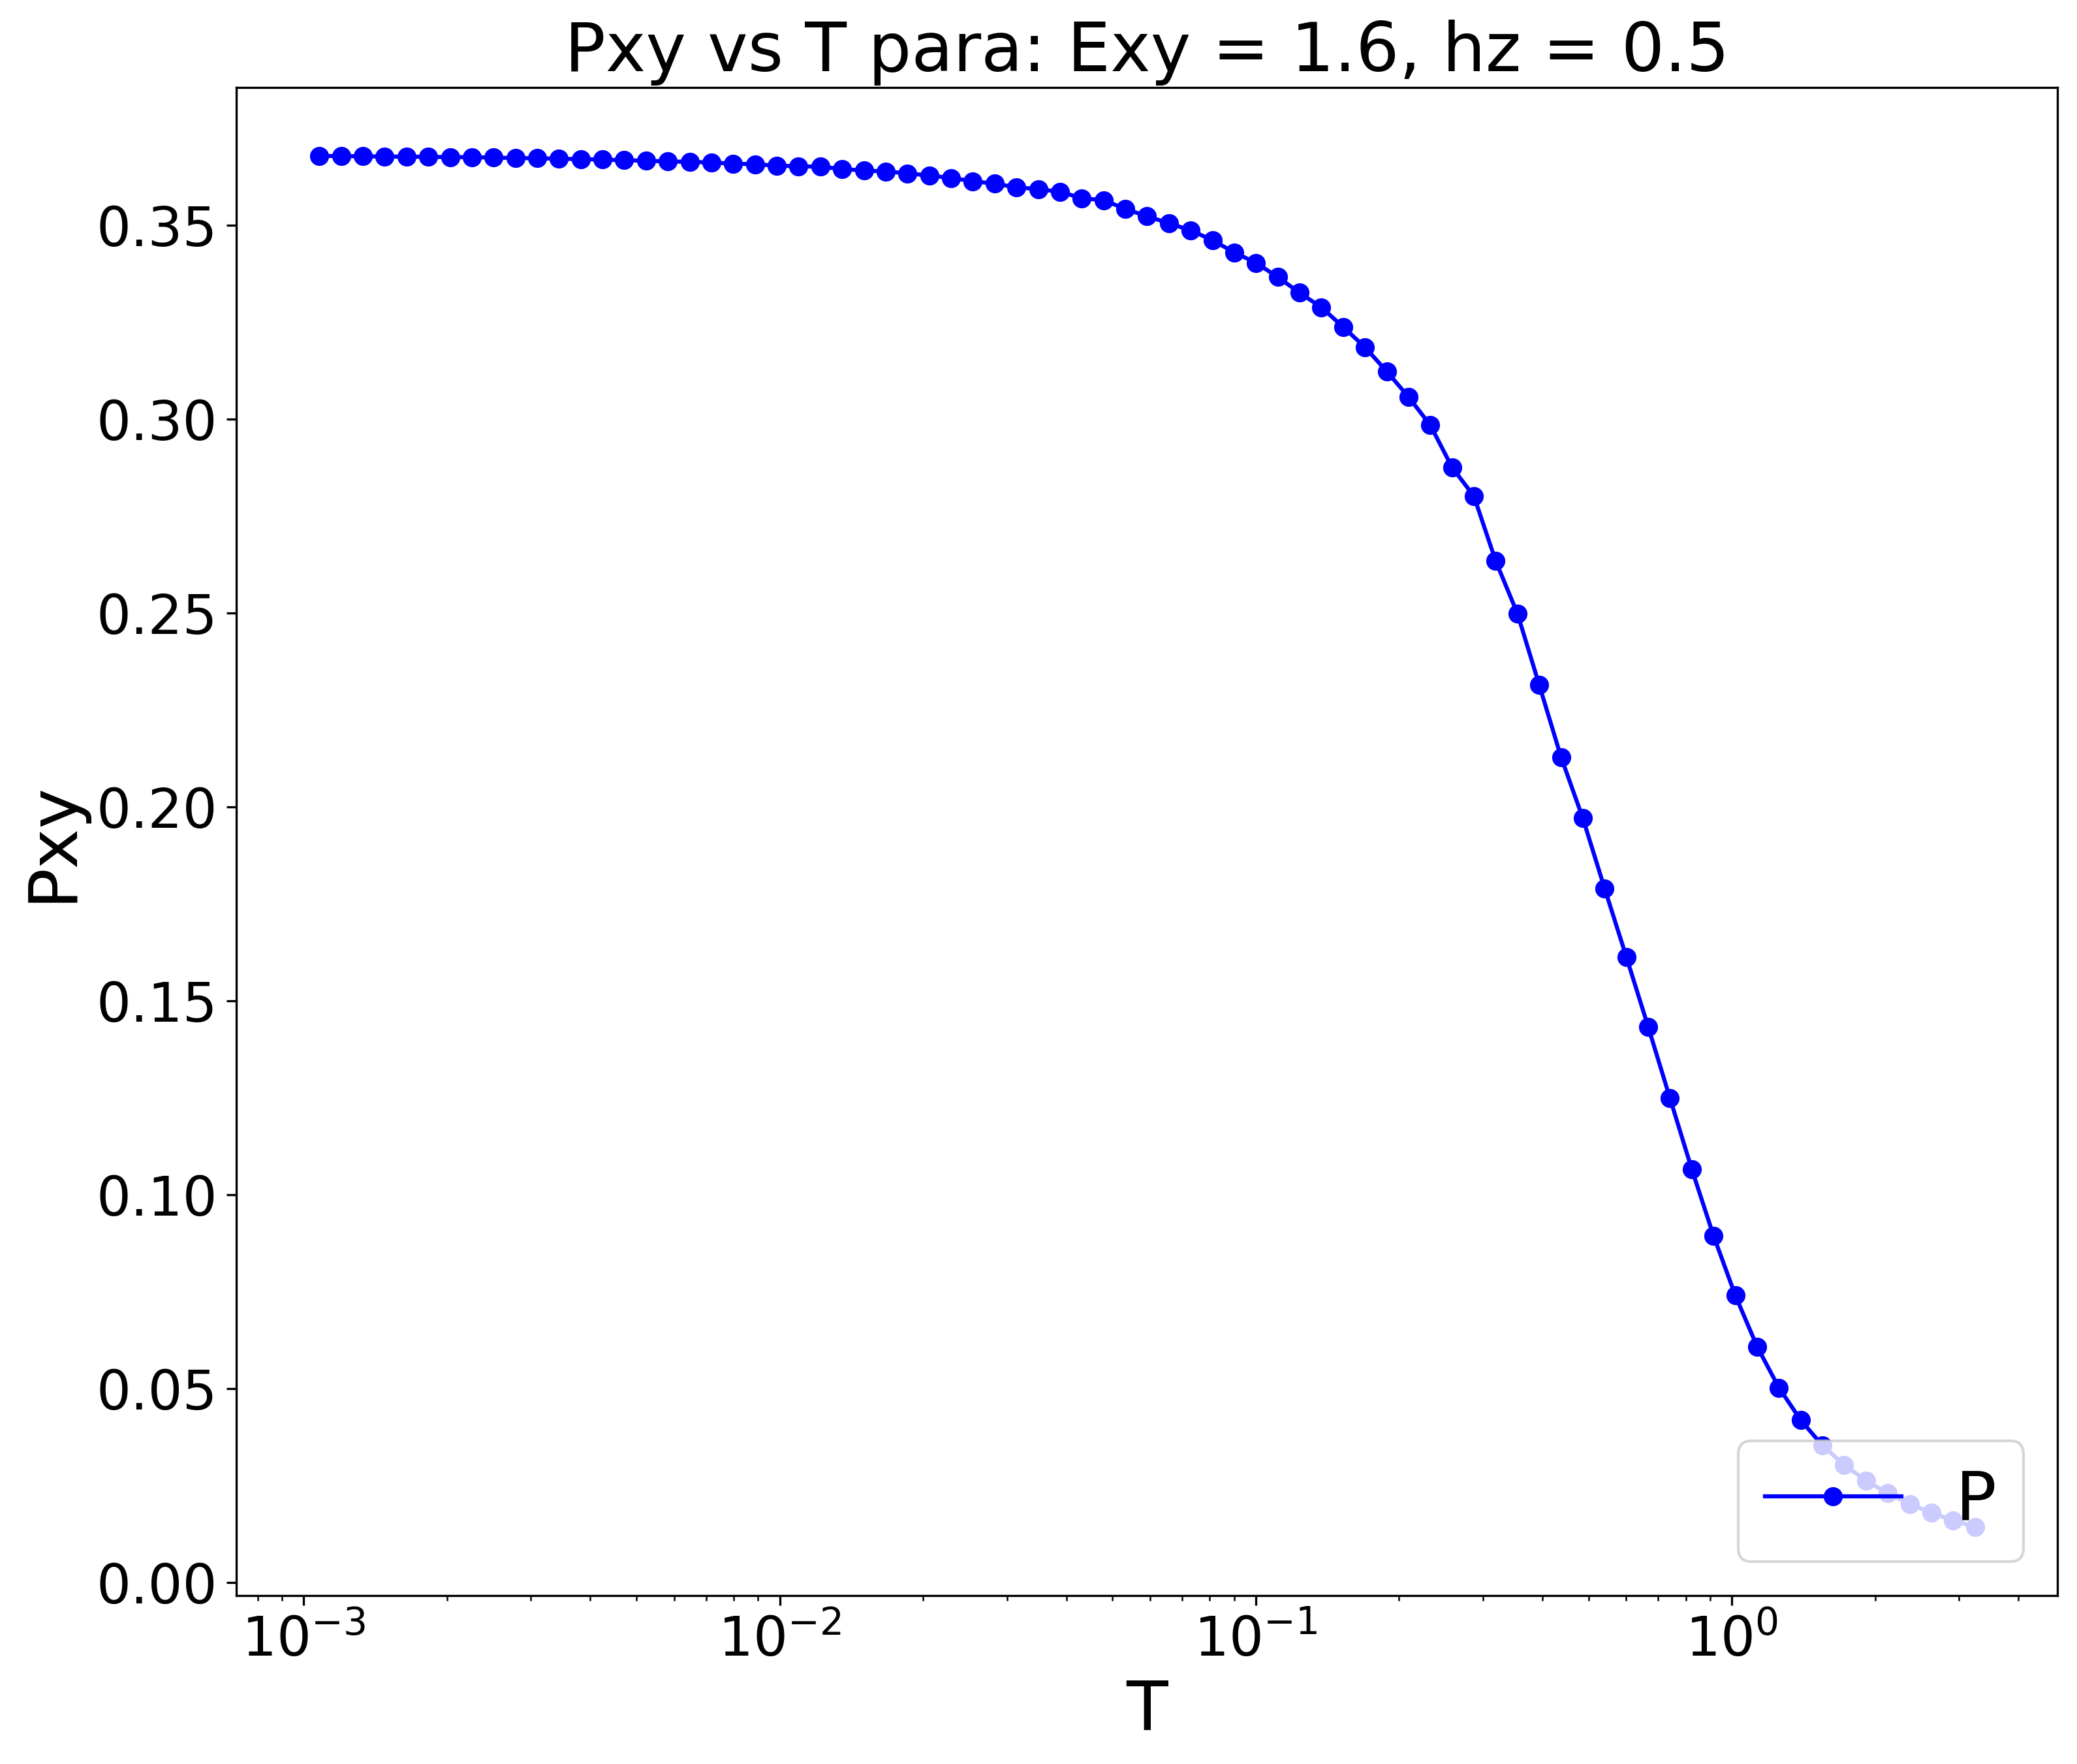 Pxy vs T para: Exy = 1.6, hz = 0.5
Pxy
0.35
0.30
0.25
0.20
0.15
0.10
0.05
0.00
P
10⁻³ 10⁻² 10⁻¹ 10⁰
T